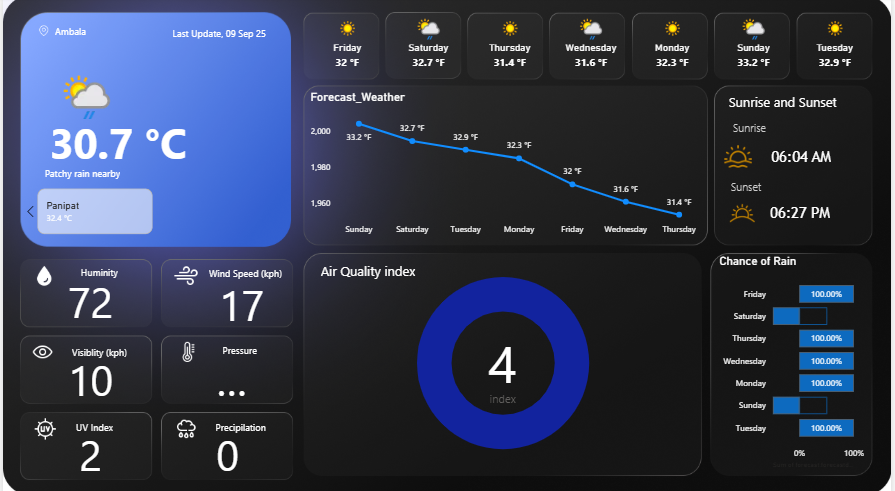 Ambala
Last Update, 09 Sep 25
30.7 °C
Patchy rain nearby
Panipat
32.4 °C
Friday
32 °F
Saturday
32.7 °F
Thursday
31.4 °F
Wednesday
31.6 °F
Monday
32.3 °F
Sunday
33.2 °F
Tuesday
32.9 °F
Forecast_Weather
2,000
1,980
1,960
33.2 °F
32.7 °F
32.9 °F
32.3 °F
32 °F
31.6 °F
31.4 °F
Sunday
Saturday
Tuesday
Monday
Friday
Wednesday
Thursday
Sunrise and Sunset
Sunrise
06:04 AM
Sunset
06:27 PM
Huminity
72
Wind Speed (kph)
17
Visiblity (kph)
10
Pressure
...
UV Index
2
Precipilation
0
UV
Air Quality index
4
index
Chance of Rain
Friday
100.00%
Saturday
Thursday
100.00%
Wednesday
100.00%
Monday
100.00%
Sunday
Tuesday
100.00%
0%
100%